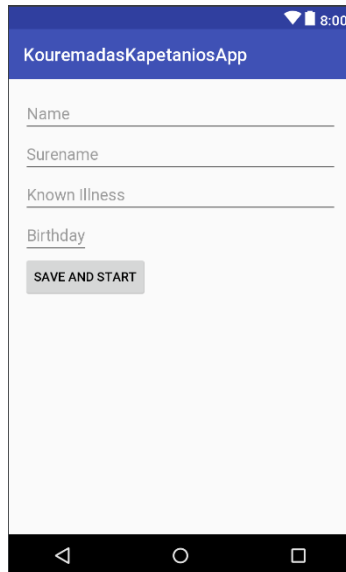 8:00
KouremadasKapetaniosApp
Name
Surename
Known Illness
Birthday
SAVE AND START